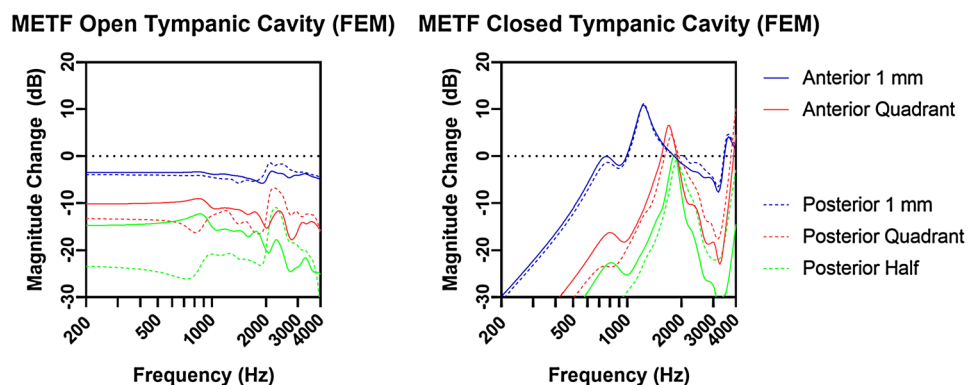 METF Open Tympanic Cavity (FEM)
METF Closed Tympanic Cavity (FEM)
Magnitude Change (dB)
20
10
0
-10
-20
-30
200
500
1000
2000
3000
4000
Frequency (Hz)
Magnitude Change (dB)
20
10
0
-10
-20
-30
200
500
1000
2000
3000
4000
Frequency (Hz)
Anterior 1 mm
Anterior Quadrant
Posterior 1 mm
Posterior Quadrant
Posterior Half